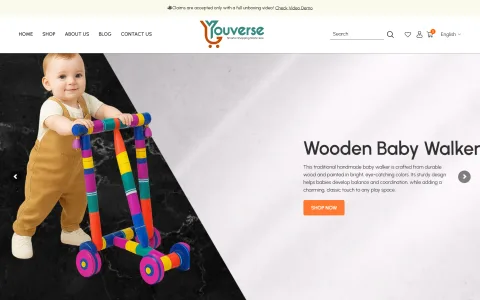 Claims are accepted only with a full unboxing video! Check Video Demo
HOME SHOP ABOUT US BLOG CONTACT US
Youverse
Search
English
Wooden Baby Walker
This traditional handmade baby walker is crafted from durable
wood and painted in bright, eye-catching colors. Its sturdy design
helps babies develop balance and coordination, while adding a
charming, classic touch to any play space.
SHOP NOW